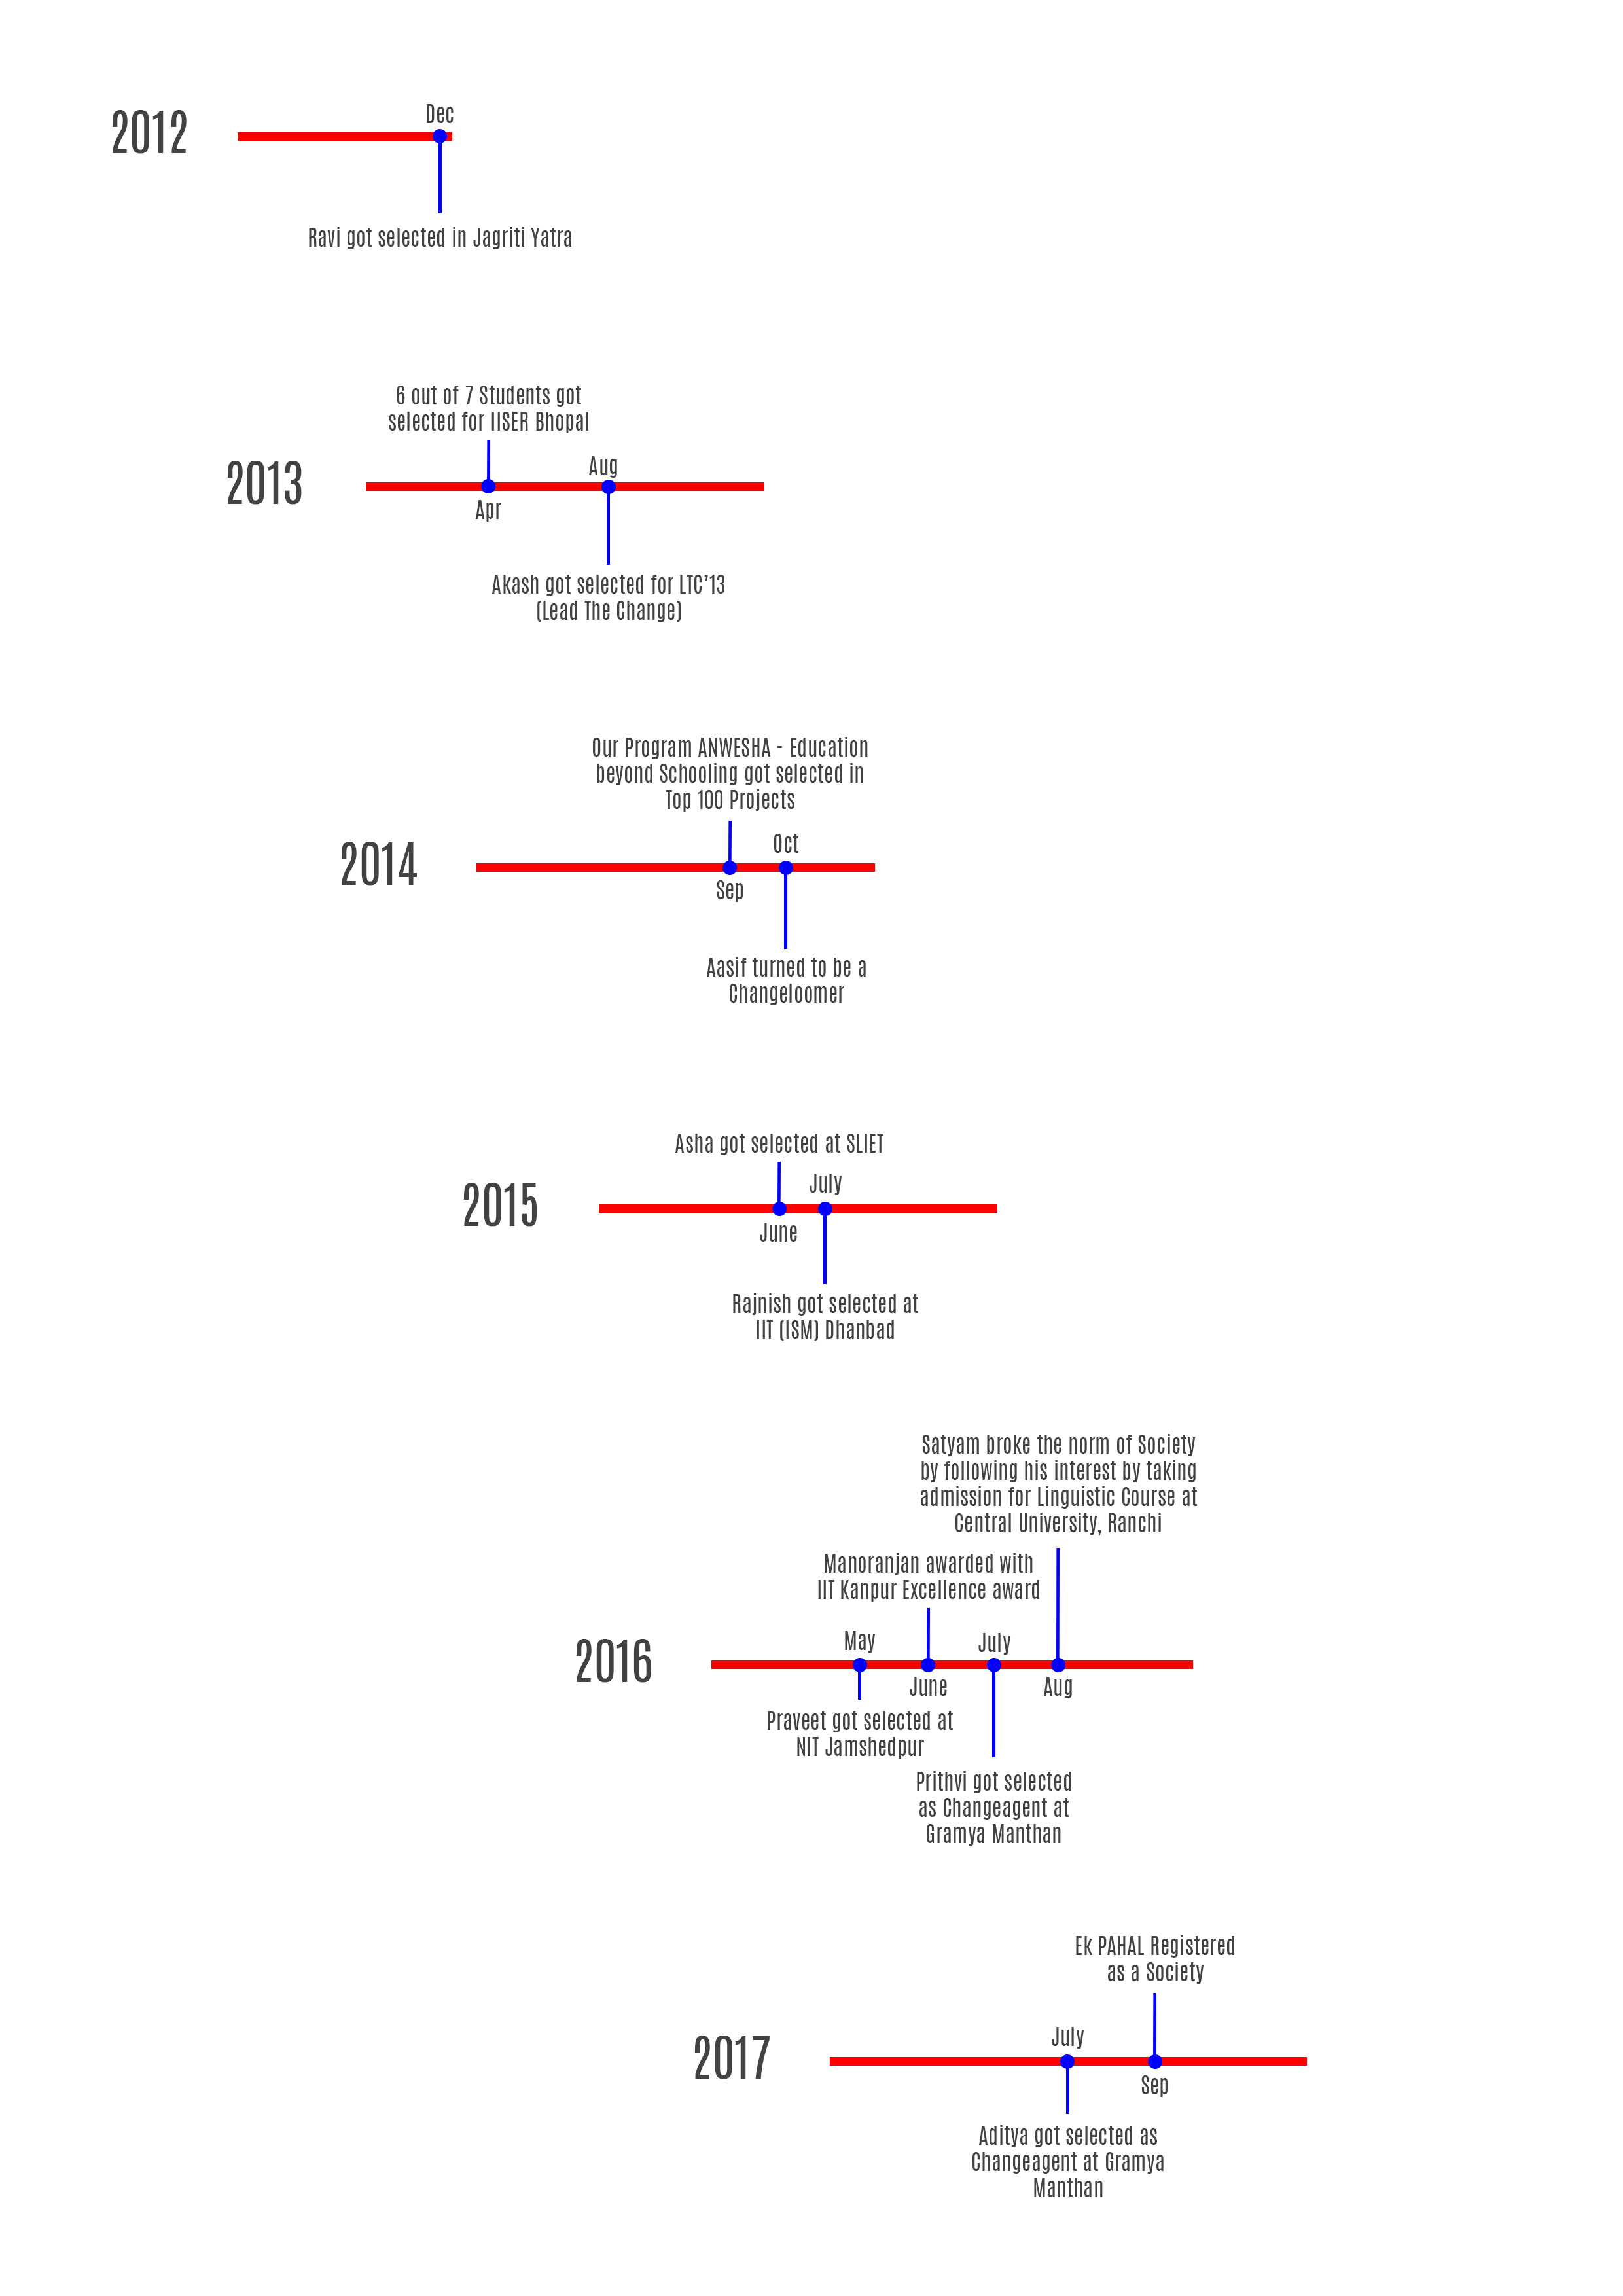 2012
Dec
Ravi got selected in Jagriti Yatra
6 out of 7 Students got
selected for IISER Bhopal
2013
Aug
Apr
Akash got selected for LTC’13
(Lead The Change)
Our Program ANWESHA - Education
beyond Schooling got selected in
Top 100 Projects
2014
Oct
Sep
Aasif turned to be a
Changeloomer
Asha got selected at SLIET
2015
July
June
Rajnish got selected at
IIT (ISM) Dhanbad
Satyam broke the norm of Society
by following his interest by taking
admission for Linguistic Course at
Central University, Ranchi
Manoranjan awarded with
IIT Kanpur Excellence award
2016
May
July
June
Aug
Praveet got selected at
NIT Jamshedpur
Prithvi got selected
as Changeagent at
Gramya Manthan
Ek PAHAL Registered
as a Society
2017
July
Sep
Aditya got selected as
Changeagent at Gramya
Manthan